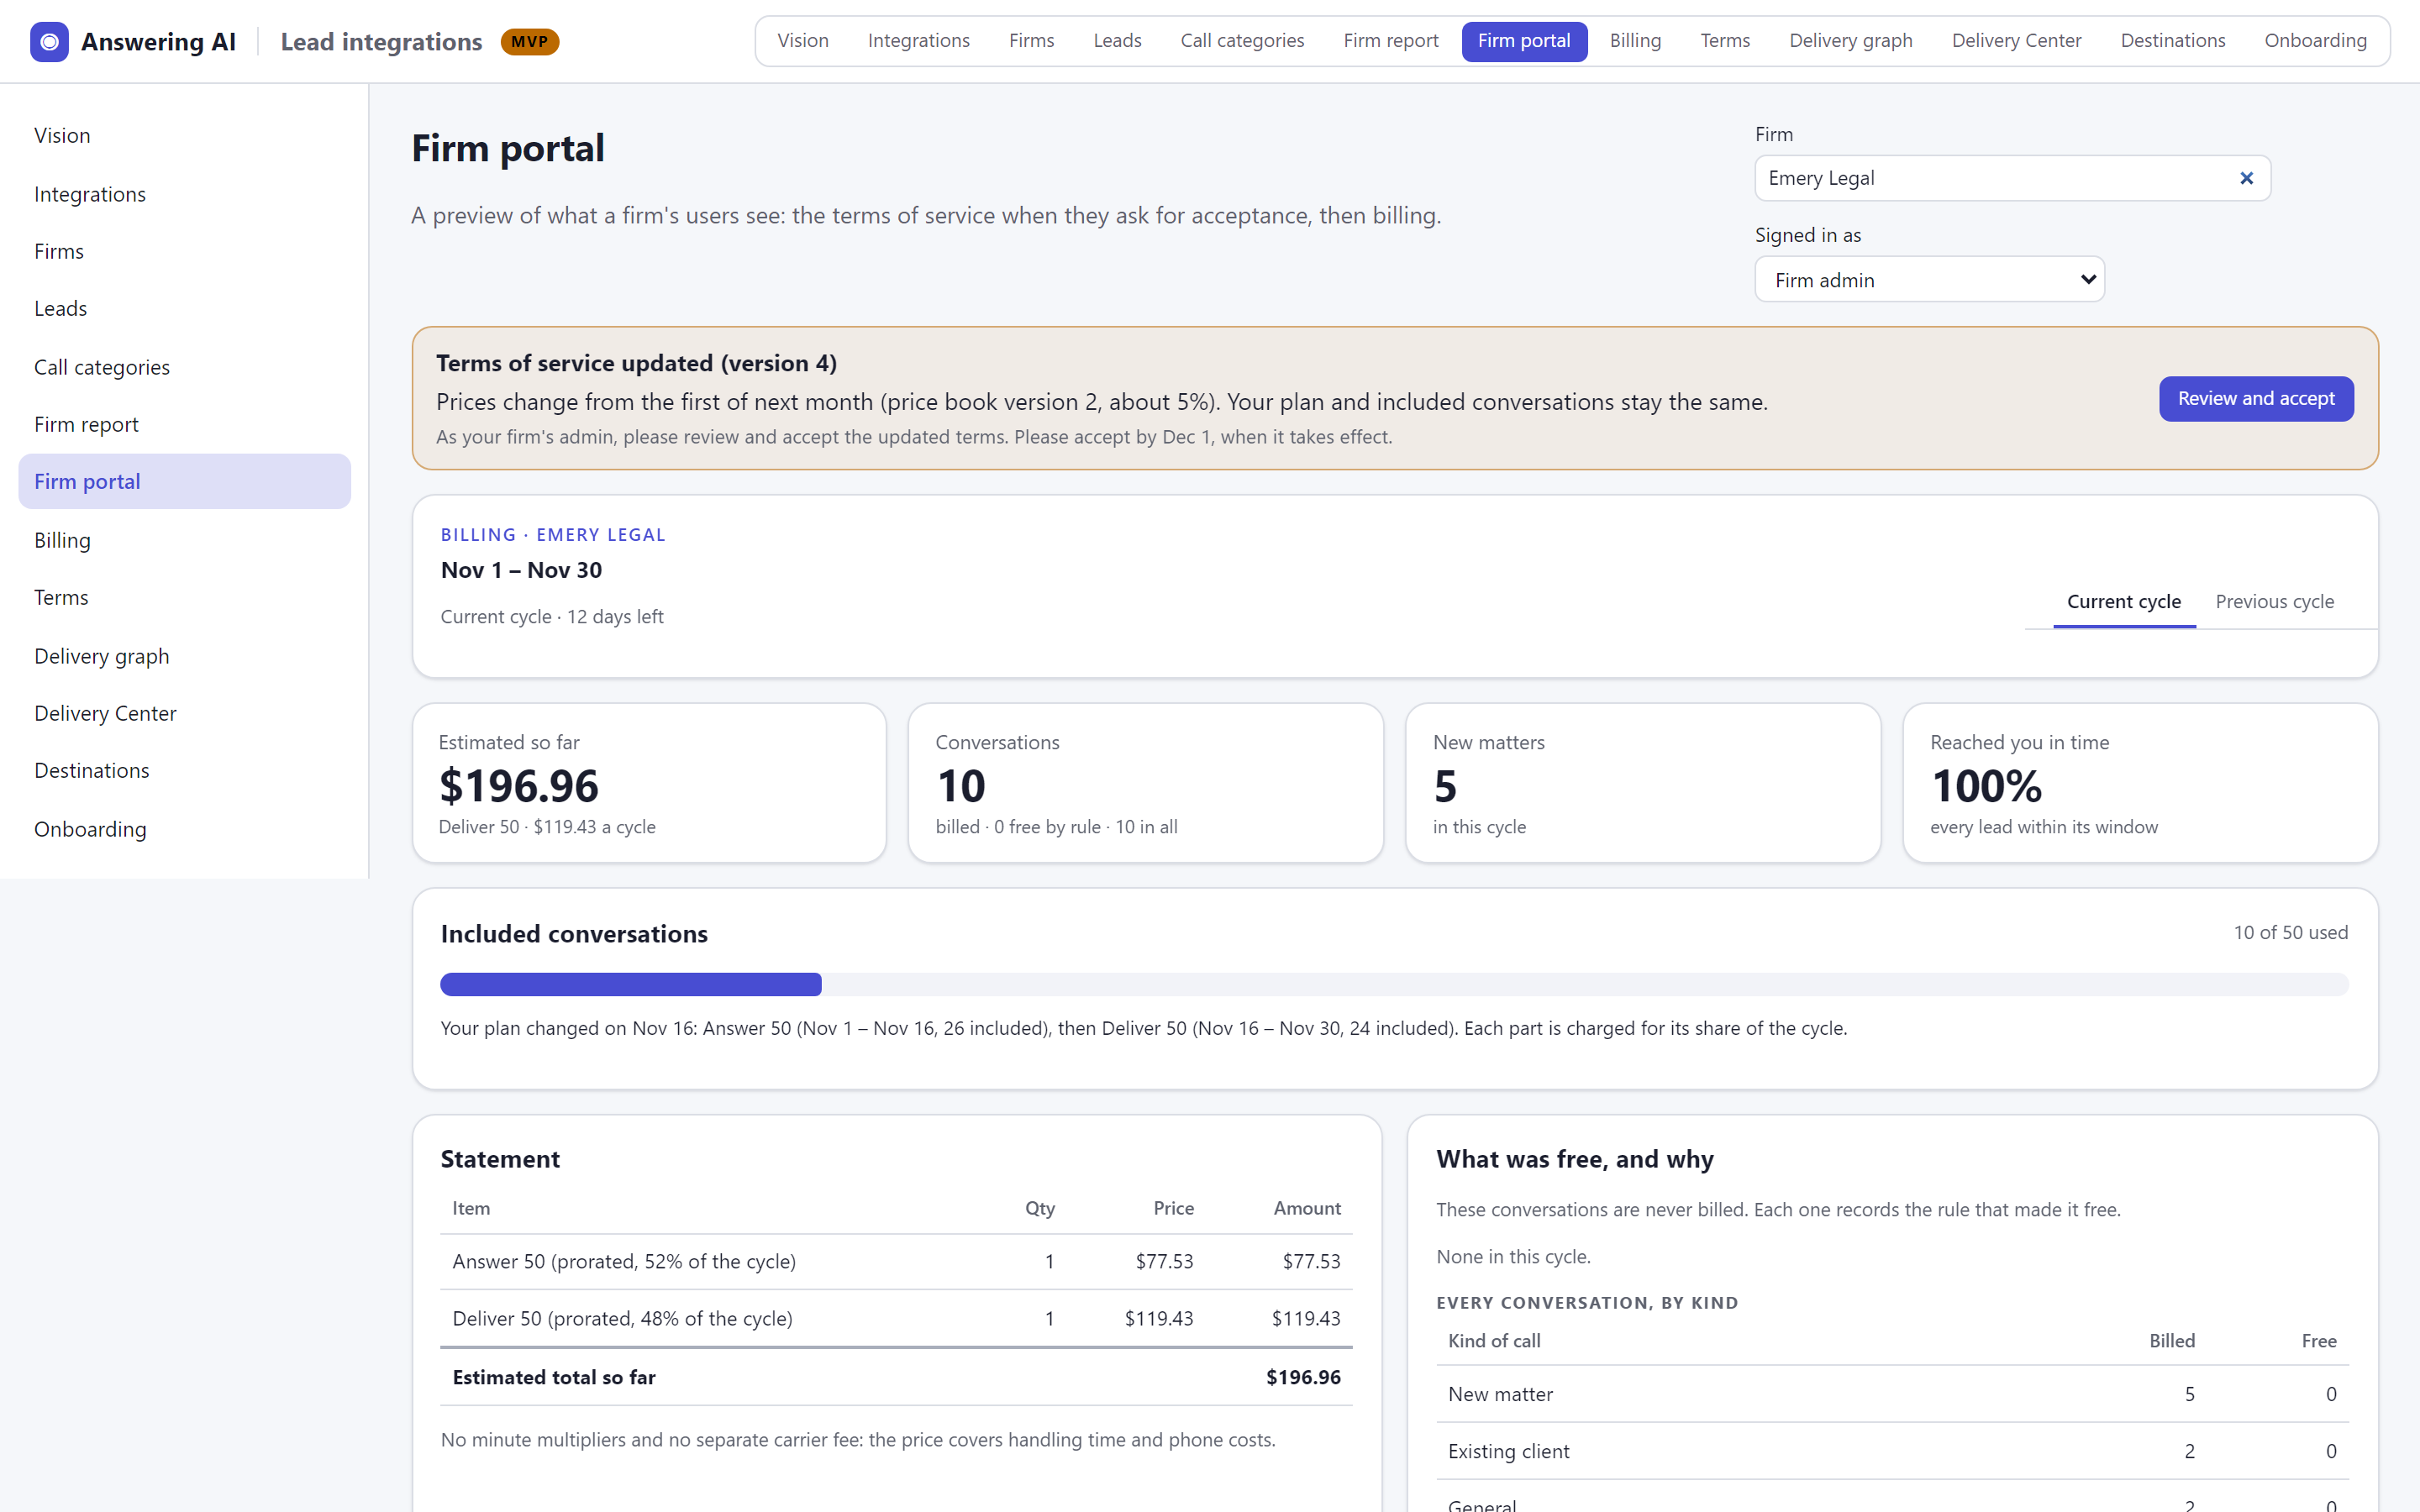 Answering AI
Lead integrations
MVP
Vision
Integrations
Firms
Leads
Call categories
Firm report
Firm portal
Billing
Terms
Delivery graph
Delivery Center
Destinations
Onboarding
Vision
Integrations
Firms
Leads
Call categories
Firm report
Firm portal
Billing
Terms
Delivery graph
Delivery Center
Destinations
Onboarding
Firm portal
A preview of what a firm's users see: the terms of service when they ask for acceptance, then billing.
Firm
Emery Legal
Signed in as
Firm admin
Terms of service updated (version 4)
Prices change from the first of next month (price book version 2, about 5%). Your plan and included conversations stay the same.
As your firm's admin, please review and accept the updated terms. Please accept by Dec 1, when it takes effect.
Review and accept
BILLING · EMERY LEGAL
Nov 1 – Nov 30
Current cycle · 12 days left
Current cycle
Previous cycle
Estimated so far
$196.96
Deliver 50 · $119.43 a cycle
Conversations
10
billed · 0 free by rule · 10 in all
New matters
5
in this cycle
Reached you in time
100%
every lead within its window
Included conversations
10 of 50 used
Your plan changed on Nov 16: Answer 50 (Nov 1 – Nov 16, 26 included), then Deliver 50 (Nov 16 – Nov 30, 24 included). Each part is charged for its share of the cycle.
Statement
Item Qty Price Amount
Answer 50 (prorated, 52% of the cycle) 1 $77.53 $77.53
Deliver 50 (prorated, 48% of the cycle) 1 $119.43 $119.43
Estimated total so far $196.96
No minute multipliers and no separate carrier fee: the price covers handling time and phone costs.
What was free, and why
These conversations are never billed. Each one records the rule that made it free.
None in this cycle.
EVERY CONVERSATION, BY KIND
Kind of call Billed Free
New matter 5 0
Existing client 2 0
General 2 0